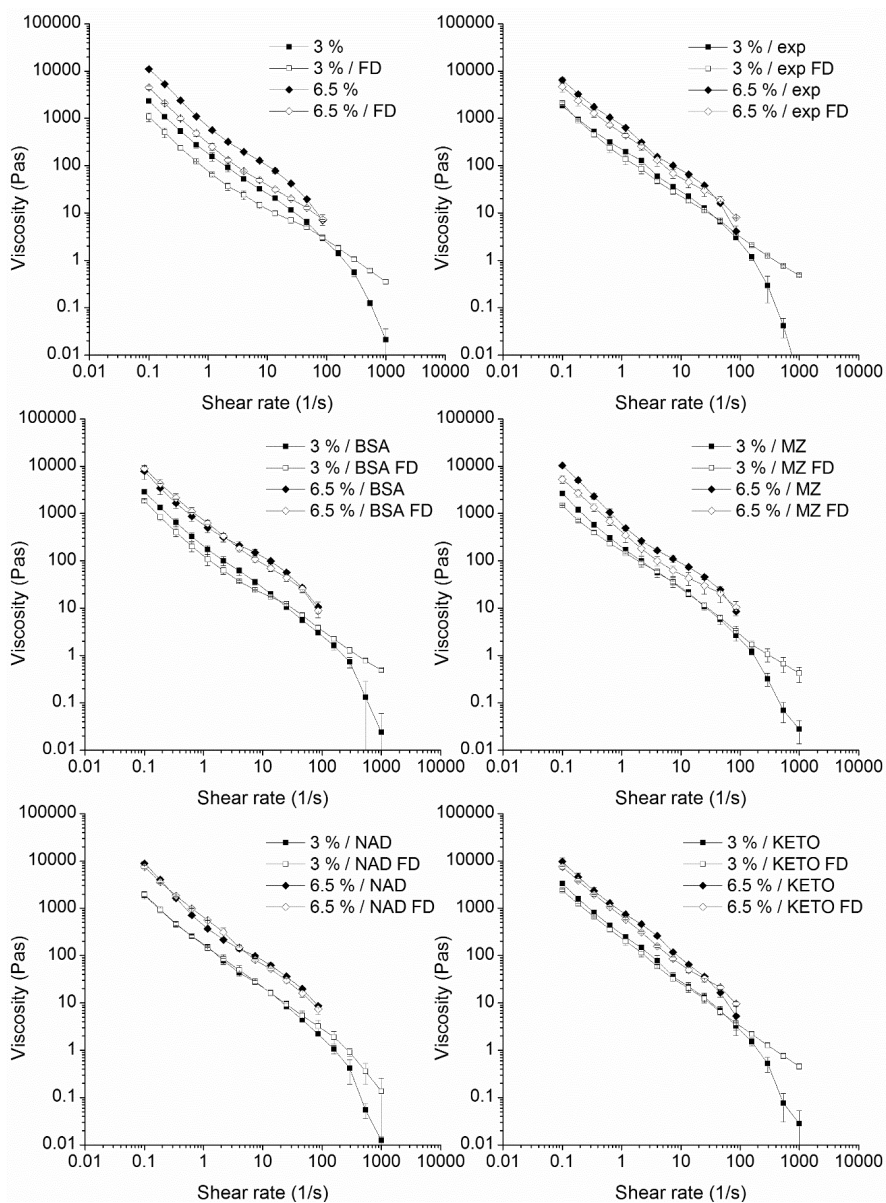 100000
10000
1000
100
10
1
0.1
0.01
Viscosity (Pas)
3 %
3 % / FD
6.5 %
6.5 % / FD
0.01
0.1
1
10
100
1000
10000
Shear rate (1/s)
100000
10000
1000
100
10
1
0.1
0.01
Viscosity (Pas)
3 % / exp
3 % / exp FD
6.5 % / exp
6.5 % / exp FD
0.01
0.1
1
10
100
1000
10000
Shear rate (1/s)
100000
10000
1000
100
10
1
0.1
0.01
Viscosity (Pas)
3 % / BSA
3 % / BSA FD
6.5 % / BSA
6.5 % / BSA FD
0.01
0.1
1
10
100
1000
10000
Shear rate (1/s)
100000
10000
1000
100
10
1
0.1
0.01
Viscosity (Pas)
3 % / MZ
3 % / MZ FD
6.5 % / MZ
6.5 % / MZ FD
0.01
0.1
1
10
100
1000
10000
Shear rate (1/s)
100000
10000
1000
100
10
1
0.1
0.01
Viscosity (Pas)
3 % / NAD
3 % / NAD FD
6.5 % / NAD
6.5 % / NAD FD
0.01
0.1
1
10
100
1000
10000
Shear rate (1/s)
100000
10000
1000
100
10
1
0.1
0.01
Viscosity (Pas)
3 % / KETO
3 % / KETO FD
6.5 % / KETO
6.5 % / KETO FD
0.01
0.1
1
10
100
1000
10000
Shear rate (1/s)